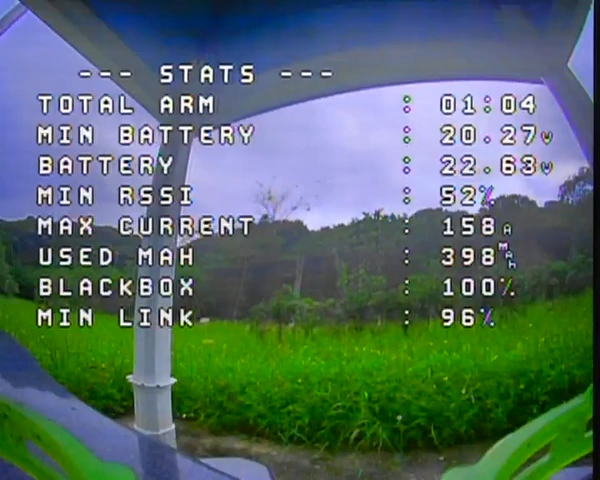 --- STATS ---
TOTAL ARM : 01:04
MIN BATTERY : 20.27V
BATTERY : 22.63V
MIN RSSI : 52%
MAX CURRENT : 158A
USED MAH : 398MAH
BLACKBOX : 100%
MIN LINK : 96%